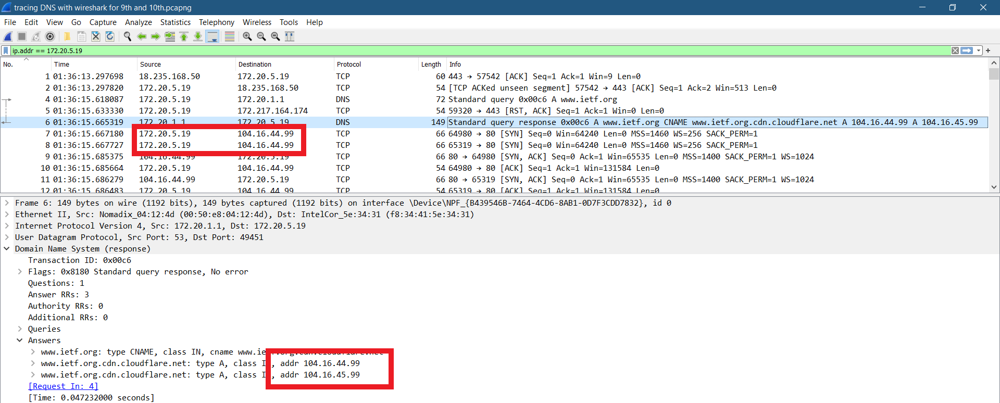 tracing DNS with wireshark for 9th and 10th.pcapng
File Edit View Go Capture Analyze Statistics Telephony Wireless Tools Help
ip.addr == 172.20.5.19
No. Time Source Destination Protocol Length Info
1 01:36:13.297698 18.235.168.50 172.20.5.19 TCP 60 443 → 57542 [ACK] Seq=1 Ack=1 Win=9 Len=0
2 01:36:13.297820 172.20.5.19 18.235.168.50 TCP 54 [TCP ACKed unseen segment] 57542 → 443 [ACK] Seq=1 Ack=2 Win=513 Len=0
4 01:36:15.618087 172.20.5.19 172.20.1.1 DNS 72 Standard query 0x00c6 A www.ietf.org
5 01:36:15.633330 172.20.5.19 172.217.164.174 TCP 54 59320 → 443 [RST, ACK] Seq=1 Ack=1 Win=0 Len=0
6 01:36:15.665319 172.20.1.1 172.20.5.19 DNS 149 Standard query response 0x00c6 A www.ietf.org CNAME www.ietf.org.cdn.cloudflare.net A 104.16.44.99 A 104.16.45.99
7 01:36:15.667180 172.20.5.19 104.16.44.99 TCP 66 64980 → 80 [SYN] Seq=0 Win=64240 Len=0 MSS=1460 WS=256 SACK_PERM=1
8 01:36:15.667727 172.20.5.19 104.16.44.99 TCP 66 65319 → 80 [SYN] Seq=0 Win=64240 Len=0 MSS=1460 WS=256 SACK_PERM=1
9 01:36:15.685375 104.16.44.99 172.20.5.19 TCP 66 80 → 64980 [SYN, ACK] Seq=0 Ack=1 Win=65535 Len=0 MSS=1400 SACK_PERM=1 WS=1024
10 01:36:15.685664 172.20.5.19 104.16.44.99 TCP 54 64980 → 80 [ACK] Seq=1 Ack=1 Win=131584 Len=0
11 01:36:15.686279 104.16.44.99 172.20.5.19 TCP 66 80 → 65319 [SYN, ACK] Seq=0 Ack=1 Win=65535 Len=0 MSS=1400 SACK_PERM=1 WS=1024
12 01:36:15.686483 172.20.5.19 104.16.44.99 TCP 54 65319 → 80 [ACK] Seq=1 Ack=1 Win=131584 Len=0
Frame 6: 149 bytes on wire (1192 bits), 149 bytes captured (1192 bits) on interface \Device\NPF_{B439546B-7464-4CD6-8AB1-0D7F3CDD7832}, id 0
Ethernet II, Src: Nomadix_04:12:4d (00:50:e8:04:12:4d), Dst: IntelCor_5e:34:31 (f8:34:41:5e:34:31)
Internet Protocol Version 4, Src: 172.20.1.1, Dst: 172.20.5.19
User Datagram Protocol, Src Port: 53, Dst Port: 49451
Domain Name System (response)
Transaction ID: 0x00c6
Flags: 0x8180 Standard query response, No error
Questions: 1
Answer RRs: 3
Authority RRs: 0
Additional RRs: 0
Queries
Answers
www.ietf.org: type CNAME, class IN, cname www.ietf.org.cdn.cloudflare.net
www.ietf.org.cdn.cloudflare.net: type A, class IN, addr 104.16.44.99
www.ietf.org.cdn.cloudflare.net: type A, class IN, addr 104.16.45.99
[Request In: 4]
[Time: 0.047232000 seconds]